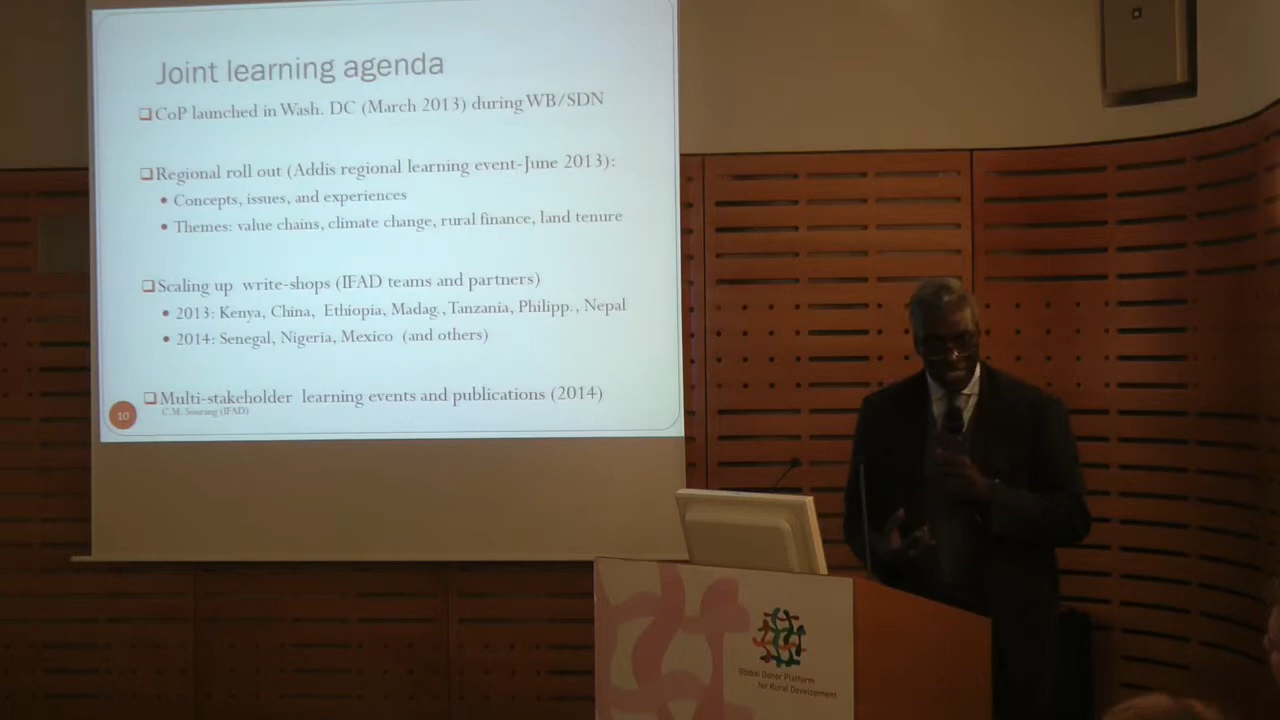 Joint learning agenda
CoP launched in Wash. DC (March 2013) during WB/SDN
Regional roll out (Addis regional learning event-June 2013):
• Concepts, issues, and experiences
• Themes: value chains, climate change, rural finance, land tenure
Scaling up write-shops (IFAD teams and partners)
• 2013: Kenya, China, Ethiopia, Madag., Tanzania, Philipp., Nepal
• 2014: Senegal, Nigeria, Mexico (and others)
Multi-stakeholder learning events and publications (2014)
10
C.M. (IFAD)
Global Donor Platform
for Rural Development